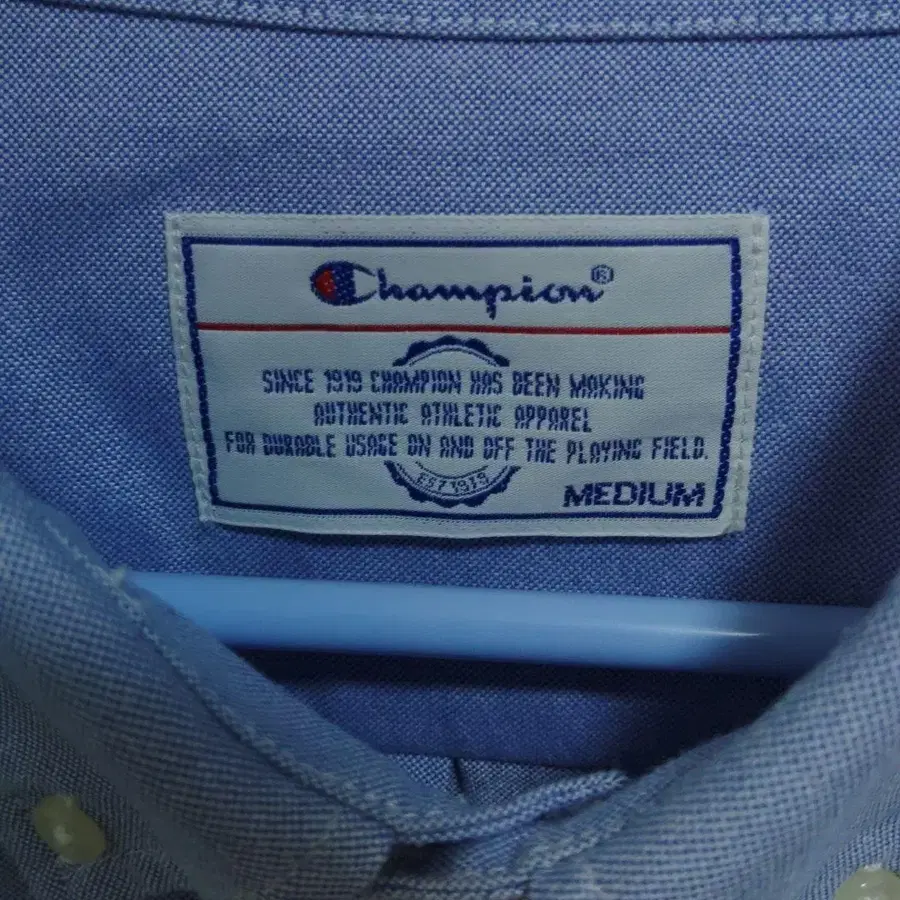 Champion®
SINCE 1919 CHAMPION HAS BEEN MAKING
AUTHENTIC ATHLETIC APPAREL
FOR DURABLE USAGE ON AND OFF THE PLAYING FIELD.
EST 1919
MEDIUM